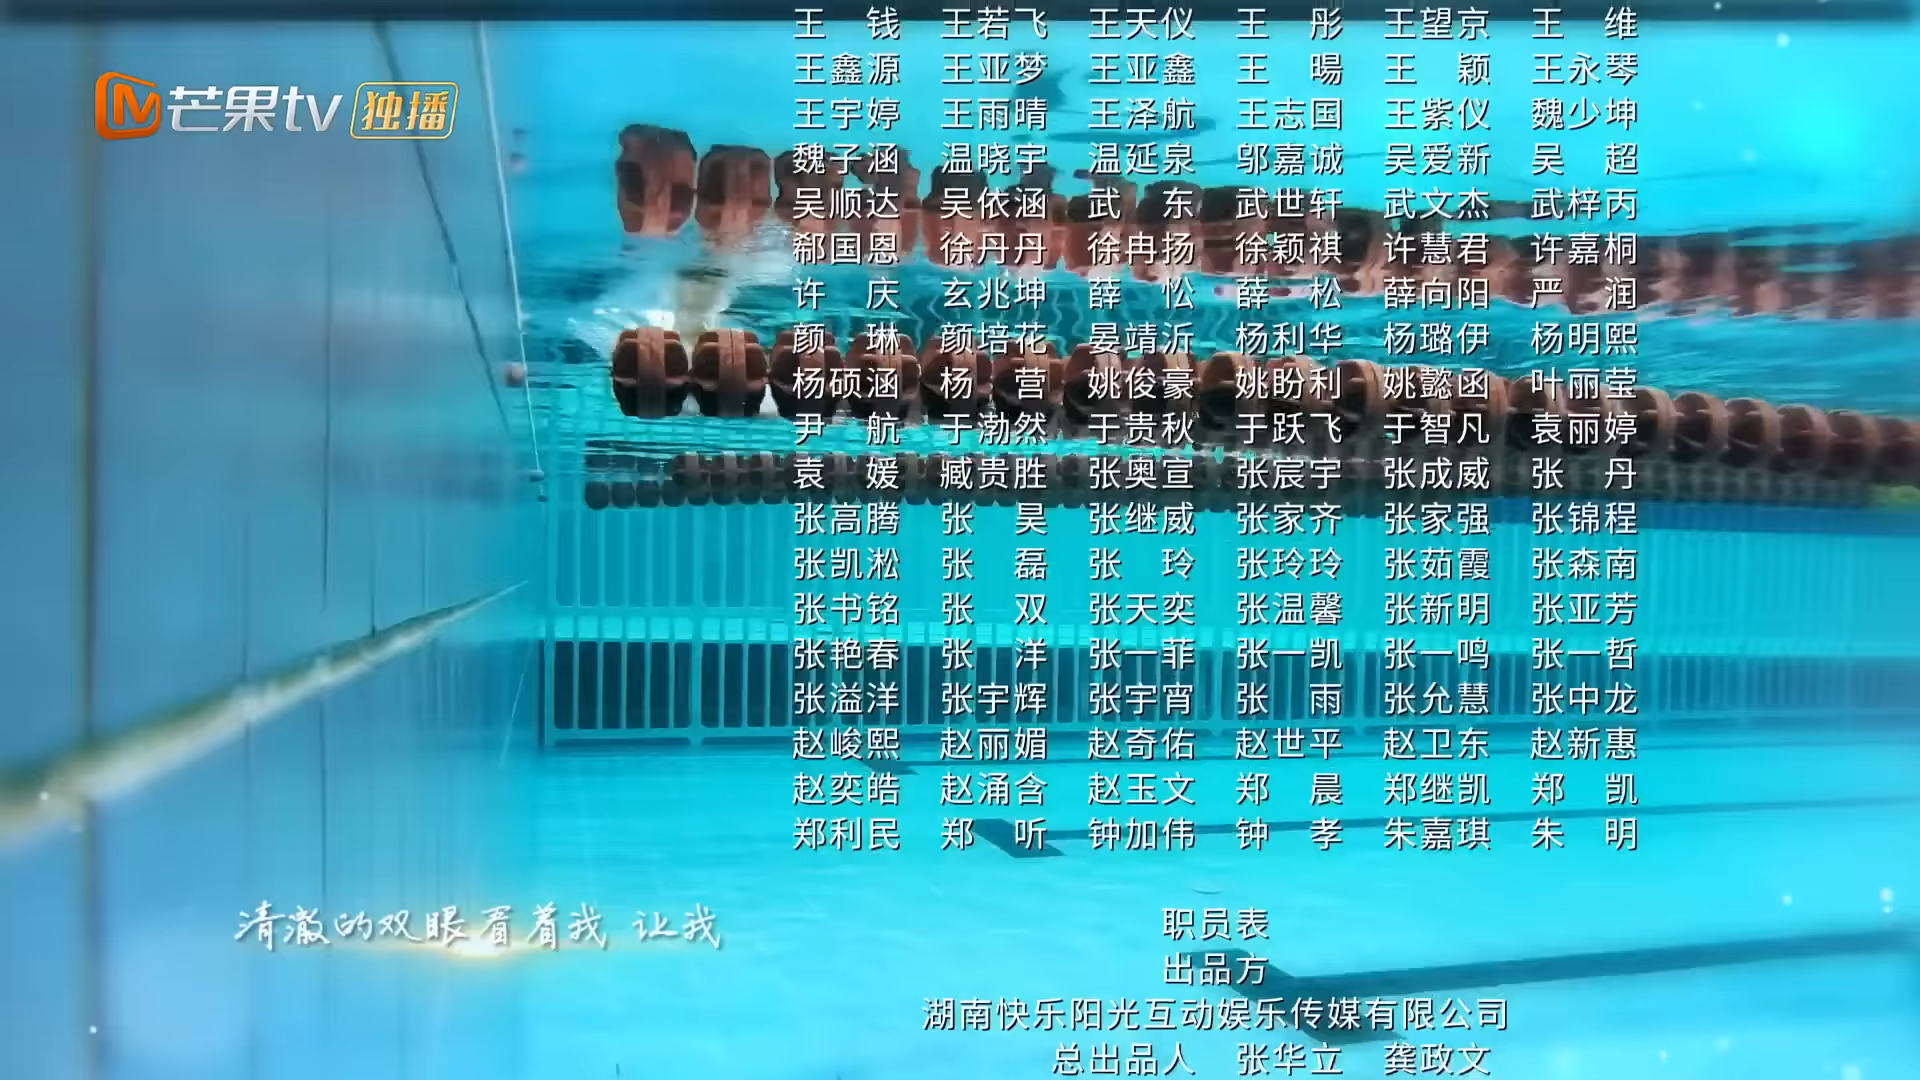 王　钱　王若飞　王天仪　王　彤　王望京　王　维
王鑫源　王亚梦　王亚鑫　王　暘　王　颖　王永琴
芒果tv 独播
王宇婷　王雨晴　王泽航　王志国　王紫仪　魏少坤
魏子涵　温晓宇　温延泉　邬嘉诚　吴爱新　吴　超
吴顺达　吴依涵　武　东　武世轩　武文杰　武梓丙
郗国恩　徐丹丹　徐冉扬　徐颖祺　许慧君　许嘉桐
许　庆　玄兆坤　薛　忪　薛　松　薛向阳　严　润
颜　琳　颜培花　晏靖沂　杨利华　杨璐伊　杨明熙
杨硕涵　杨　营　姚俊豪　姚盼利　姚懿函　叶丽莹
尹　航　于渤然　于贵秋　于跃飞　于智凡　袁丽婷
袁　媛　臧贵胜　张奥宣　张宸宇　张成威　张　丹
张高腾　张　昊　张继威　张家齐　张家强　张锦程
张凯淞　张　磊　张　玲　张玲玲　张茹霞　张森南
张书铭　张　双　张天奕　张温馨　张新明　张亚芳
张艳春　张　洋　张一菲　张一凯　张一鸣　张一哲
张溢洋　张宇辉　张宇宵　张　雨　张允慧　张中龙
赵峻熙　赵丽媚　赵奇佑　赵世平　赵卫东　赵新惠
赵奕皓　赵涌含　赵玉文　郑　晨　郑继凯　郑　凯
郑利民　郑　听　钟加伟　钟　孝　朱嘉琪　朱　明
清澈的双眼看着我 让我
职员表
出品方
湖南快乐阳光互动娱乐传媒有限公司
总出品人　张华立　龚政文